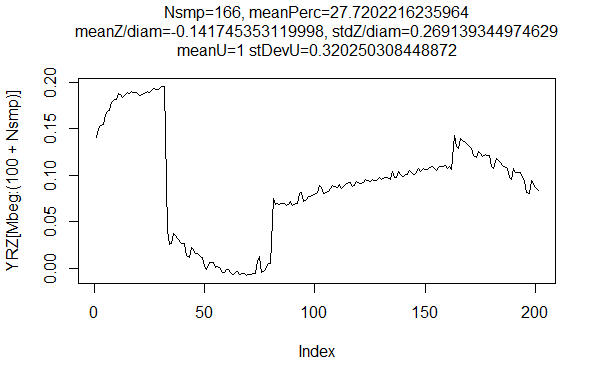 Nsmp=166, meanPerc=27.7202216235964
meanZ/diam=-0.141745353119998, stdZ/diam=0.269139344974629
meanU=1 stDevU=0.320250308448872
YRZ[Mbeg:(100 + Nsmp)]
0.20
0.15
0.10
0.05
0.00
0 50 100 150 200
Index